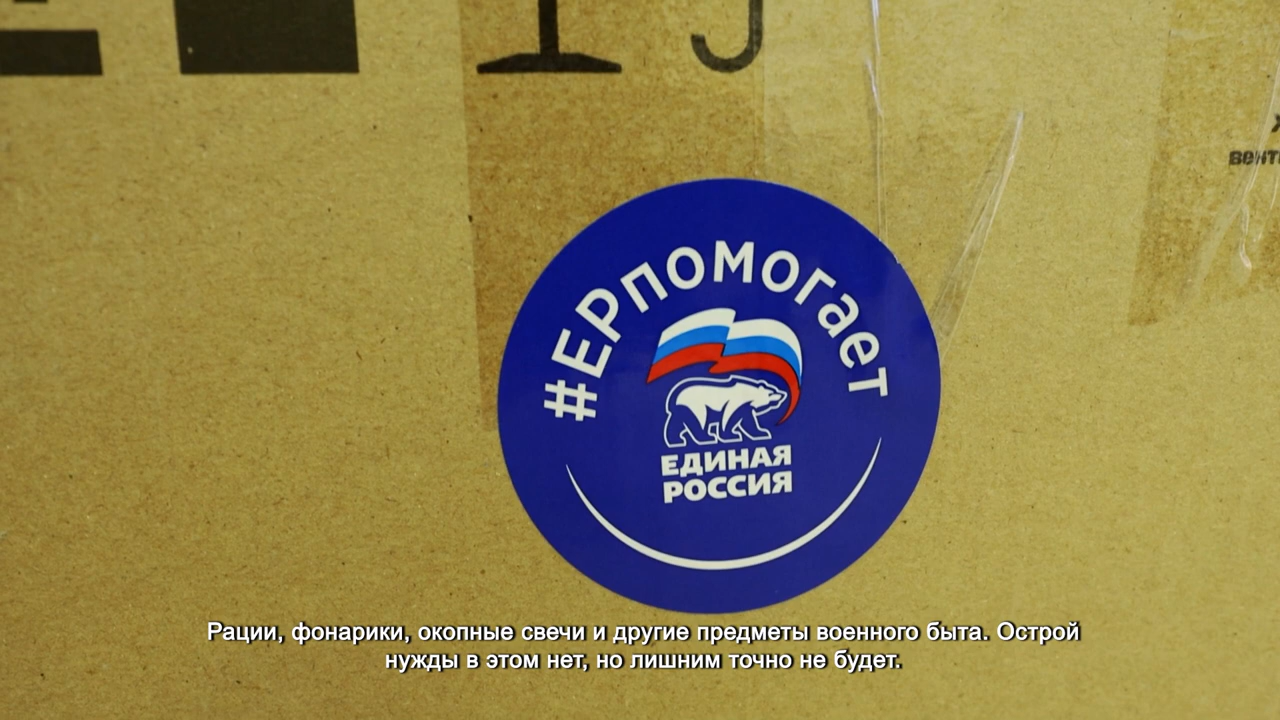 #ЕРпомогает
ЕДИНАЯ
РОССИЯ
Рации, фонарики, окопные свечи и другие предметы военного быта. Острой
нужды в этом нет, но лишним точно не будет.